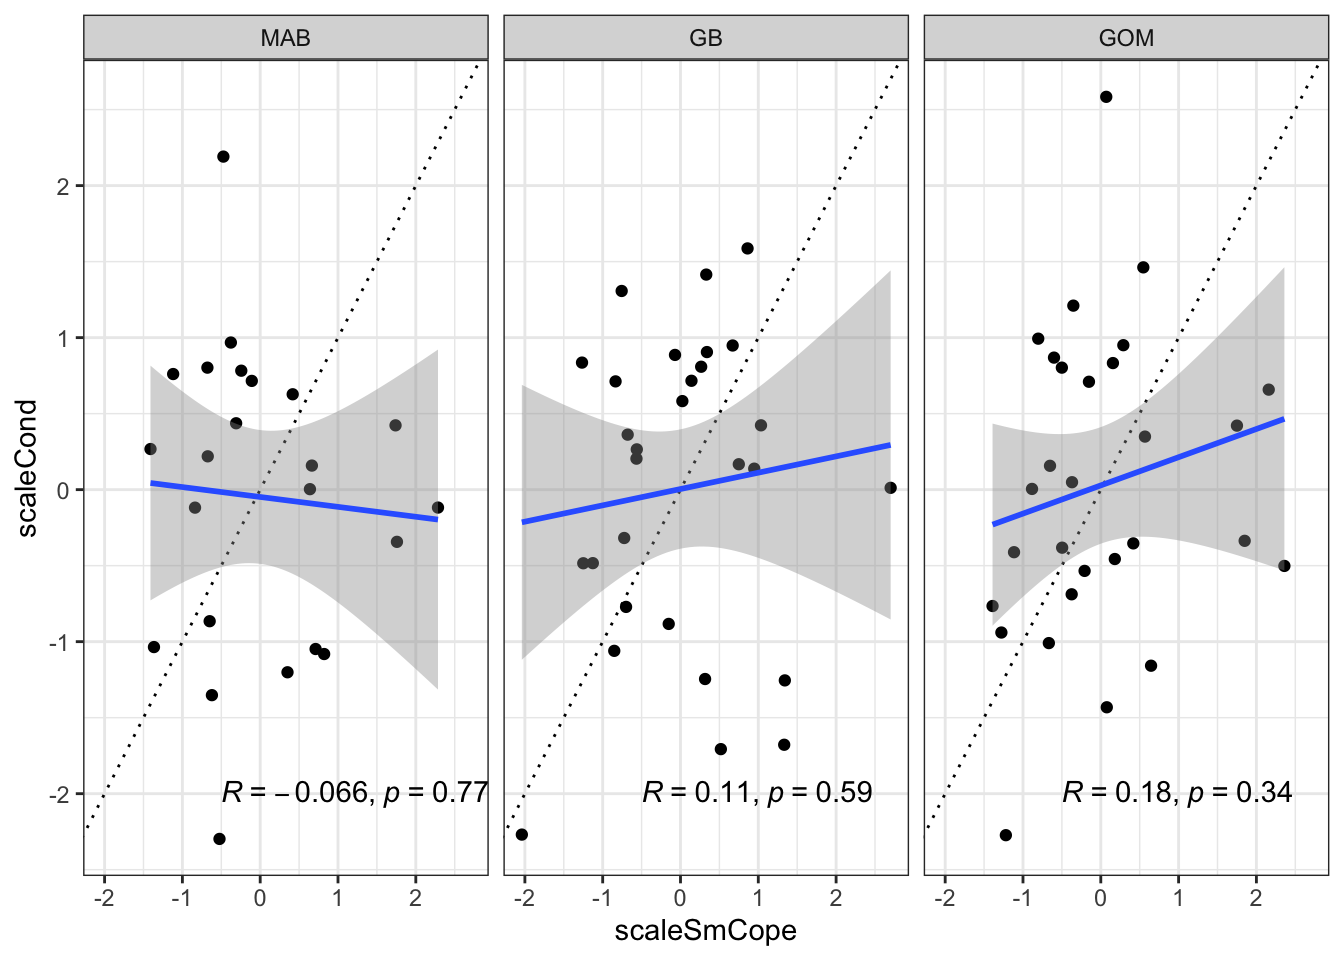 MAB GB GOM
scaleCond
2
1
0
-1
-2
R = −0.066, p = 0.77 R = 0.11, p = 0.59 R = 0.18, p = 0.34
-2 -1 0 1 2 -2 -1 0 1 2 -2 -1 0 1 2
scaleSmCope